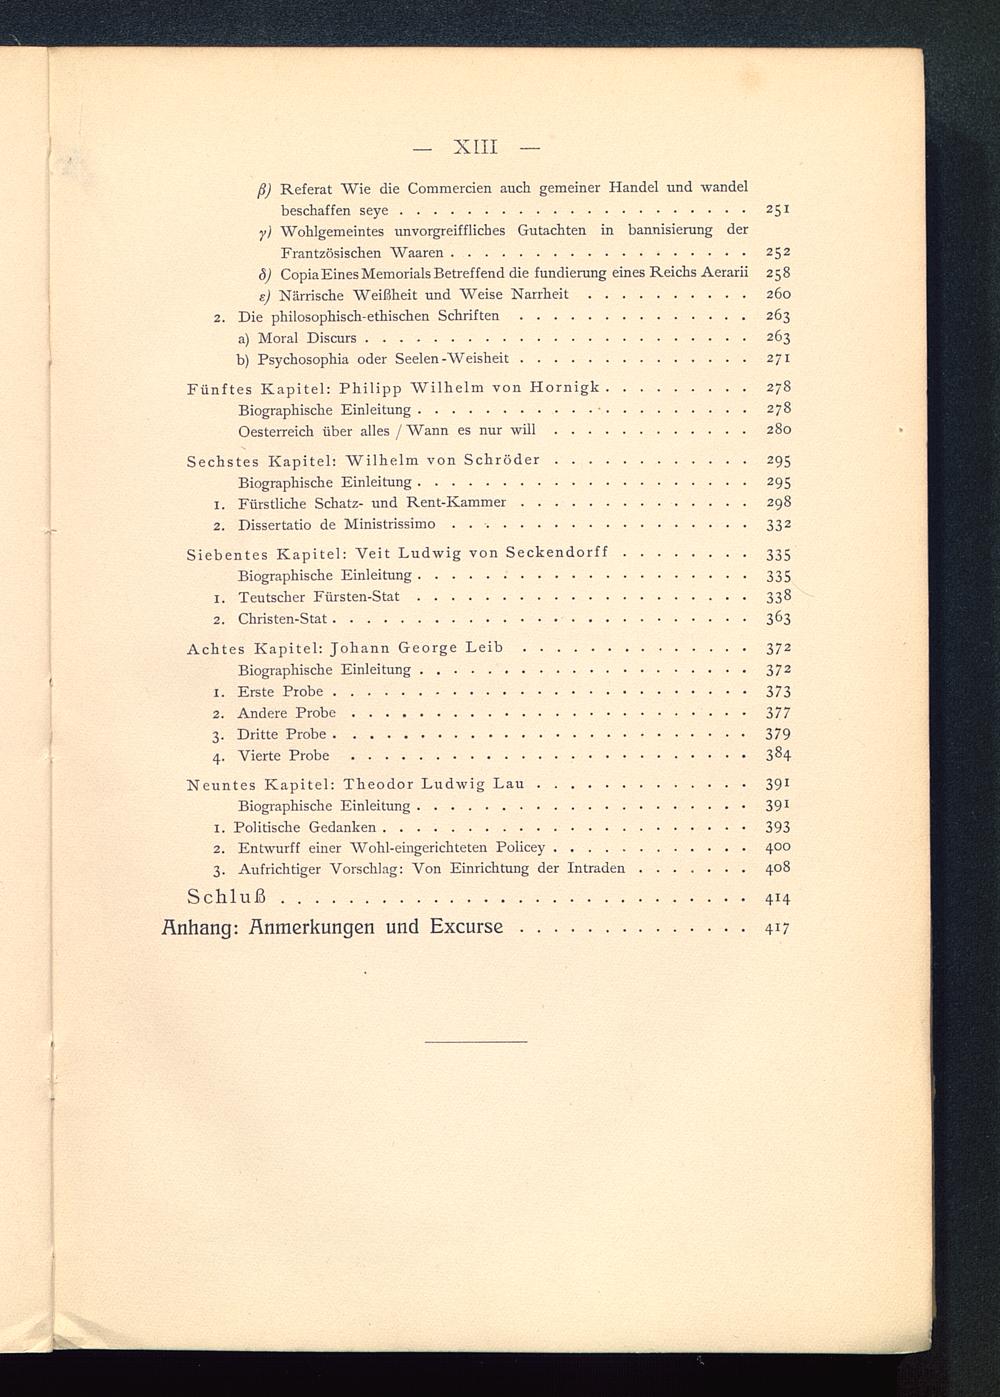 — XIII —
β) Referat Wie die Commercien auch gemeiner Handel und wandel
beschaffen seye . . . . . . . . . . . . . . . . . . . . . 251
γ) Wohlgemeintes unvorgreiffliches Gutachten in bannisierung der
Frantzösischen Waaren . . . . . . . . . . . . . . . . . . 252
δ) Copia Eines Memorials Betreffend die fundierung eines Reichs Aerarii 258
ε) Närrische Weißheit und Weise Narrheit . . . . . . . . . . 260
2. Die philosophisch-ethischen Schriften . . . . . . . . . . . . . . 263
a) Moral Discurs . . . . . . . . . . . . . . . . . . . . . . . 263
b) Psychosophia oder Seelen-Weisheit . . . . . . . . . . . . . . 271
Fünftes Kapitel: Philipp Wilhelm von Hornigk . . . . . . . . . 278
Biographische Einleitung . . . . . . . . . . . . . . . . . . . . 278
Oesterreich über alles / Wann es nur will . . . . . . . . . . . . 280
Sechstes Kapitel: Wilhelm von Schröder . . . . . . . . . . . . 295
Biographische Einleitung . . . . . . . . . . . . . . . . . . . . 295
1. Fürstliche Schatz- und Rent-Kammer . . . . . . . . . . . . . . 298
2. Dissertatio de Ministrissimo . . . . . . . . . . . . . . . . . . 332
Siebentes Kapitel: Veit Ludwig von Seckendorff . . . . . . . . 335
Biographische Einleitung . . . . . . . . . . . . . . . . . . . . 335
1. Teutscher Fürsten-Stat . . . . . . . . . . . . . . . . . . . . 338
2. Christen-Stat . . . . . . . . . . . . . . . . . . . . . . . . . 363
Achtes Kapitel: Johann George Leib . . . . . . . . . . . . . . 372
Biographische Einleitung . . . . . . . . . . . . . . . . . . . . 372
1. Erste Probe . . . . . . . . . . . . . . . . . . . . . . . . . 373
2. Andere Probe . . . . . . . . . . . . . . . . . . . . . . . . 377
3. Dritte Probe . . . . . . . . . . . . . . . . . . . . . . . . . 379
4. Vierte Probe . . . . . . . . . . . . . . . . . . . . . . . . 384
Neuntes Kapitel: Theodor Ludwig Lau . . . . . . . . . . . . . 391
Biographische Einleitung . . . . . . . . . . . . . . . . . . . . 391
1. Politische Gedanken . . . . . . . . . . . . . . . . . . . . . . 393
2. Entwurff einer Wohl-eingerichteten Policey . . . . . . . . . . . . 400
3. Aufrichtiger Vorschlag: Von Einrichtung der Intraden . . . . . . . 408
Schluß . . . . . . . . . . . . . . . . . . . . . . . . . . . . 414
Anhang: Anmerkungen und Excurse . . . . . . . . . . . . . . 417